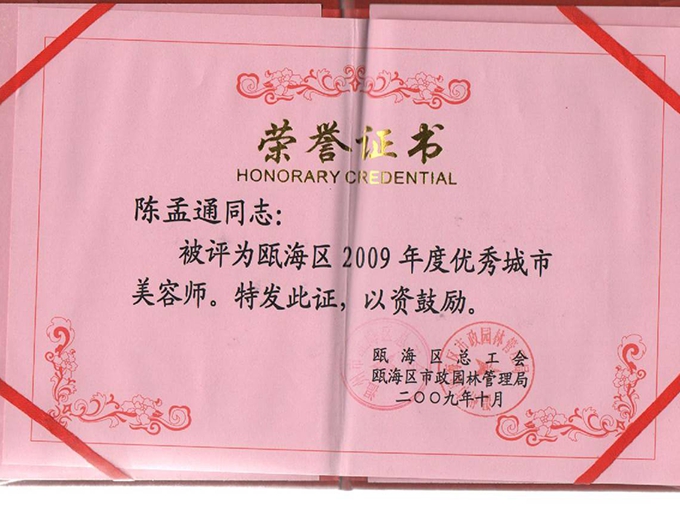 荣誉证书
HONORARY CREDENTIAL
陈孟通同志：
被评为瓯海区2009年度优秀城市
美容师。特发此证，以资鼓励。
瓯海区总工会
瓯海区市政园林管理局
二〇〇九年十月